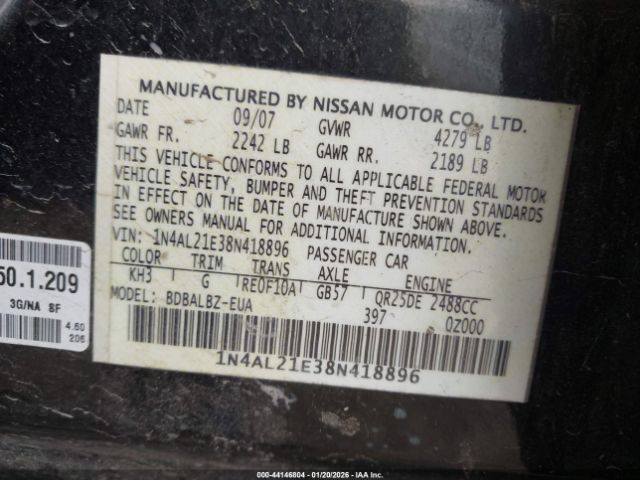 MANUFACTURED BY NISSAN MOTOR CO., LTD.
DATE 09/07 GVWR 4279 LB
GAWR FR. 2242 LB GAWR RR. 2189 LB
THIS VEHICLE CONFORMS TO ALL APPLICABLE FEDERAL MOTOR
VEHICLE SAFETY, BUMPER AND THEFT PREVENTION STANDARDS
IN EFFECT ON THE DATE OF MANUFACTURE SHOWN ABOVE.
SEE OWNERS MANUAL FOR ADDITIONAL INFORMATION.
VIN: 1N4AL21E38N418896 PASSENGER CAR
COLOR TRIM TRANS AXLE ENGINE
KH3 G RE0F10A GB57 QR25DE 2488CC
MODEL: BDBALBZ-EUA 397 0Z000
1N4AL21E38N418896
50.1.209
3G/NA BF
4.60
206
000-44146804 - 01/20/2026 - IAA Inc.